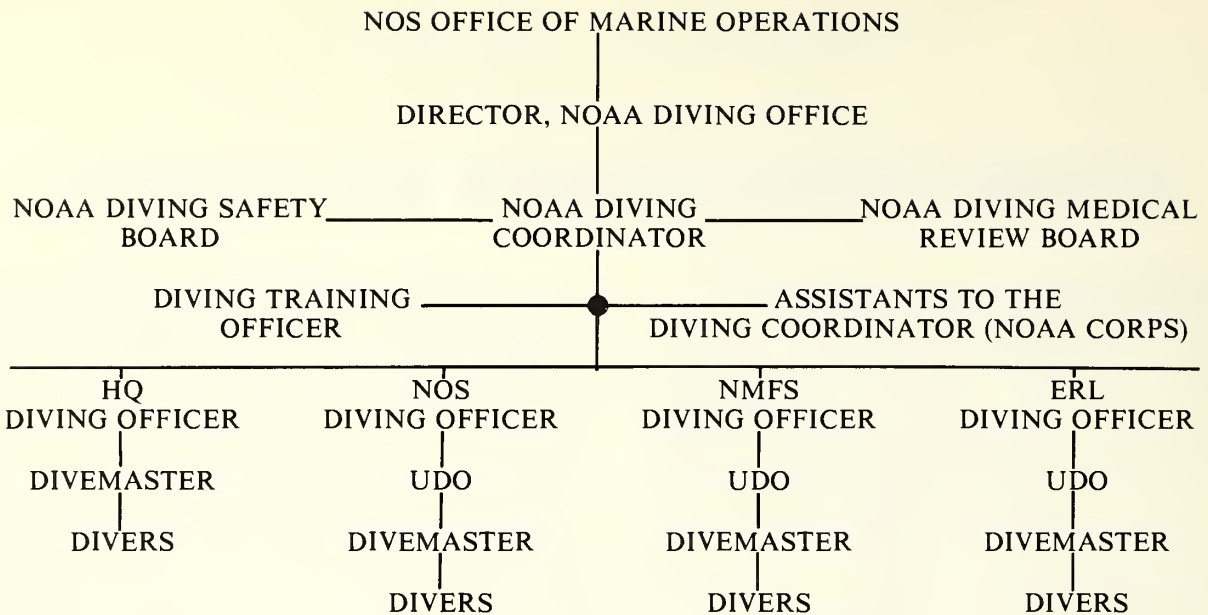 NOS OFFICE OF MARINE OPERATIONS
DIRECTOR, NOAA DIVING OFFICE
NOAA DIVING SAFETY
BOARD
NOAA DIVING
COORDINATOR
NOAA DIVING MEDICAL
REVIEW BOARD
DIVING TRAINING
OFFICER
ASSISTANTS TO THE
DIVING COORDINATOR (NOAA CORPS)
HQ
DIVING OFFICER
DIVEMASTER
DIVERS
NOS
DIVING OFFICER
UDO
DIVEMASTER
DIVERS
NMFS
DIVING OFFICER
UDO
DIVEMASTER
DIVERS
ERL
DIVING OFFICER
UDO
DIVEMASTER
DIVERS